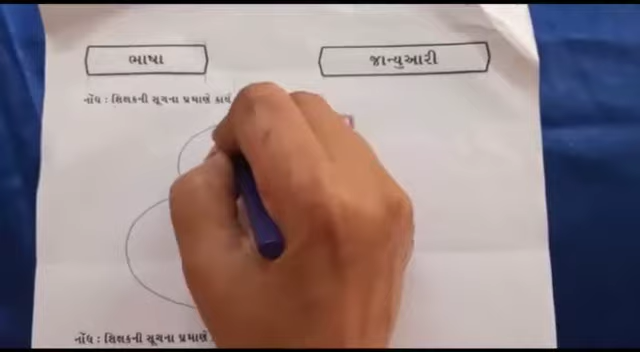 ભાષા
જાન્યુઆરી
નોંધ : શિક્ષકની સૂચના પ્રમાણે કાર્ય
નોંધ : શિક્ષકની સૂચના પ્રમાણે